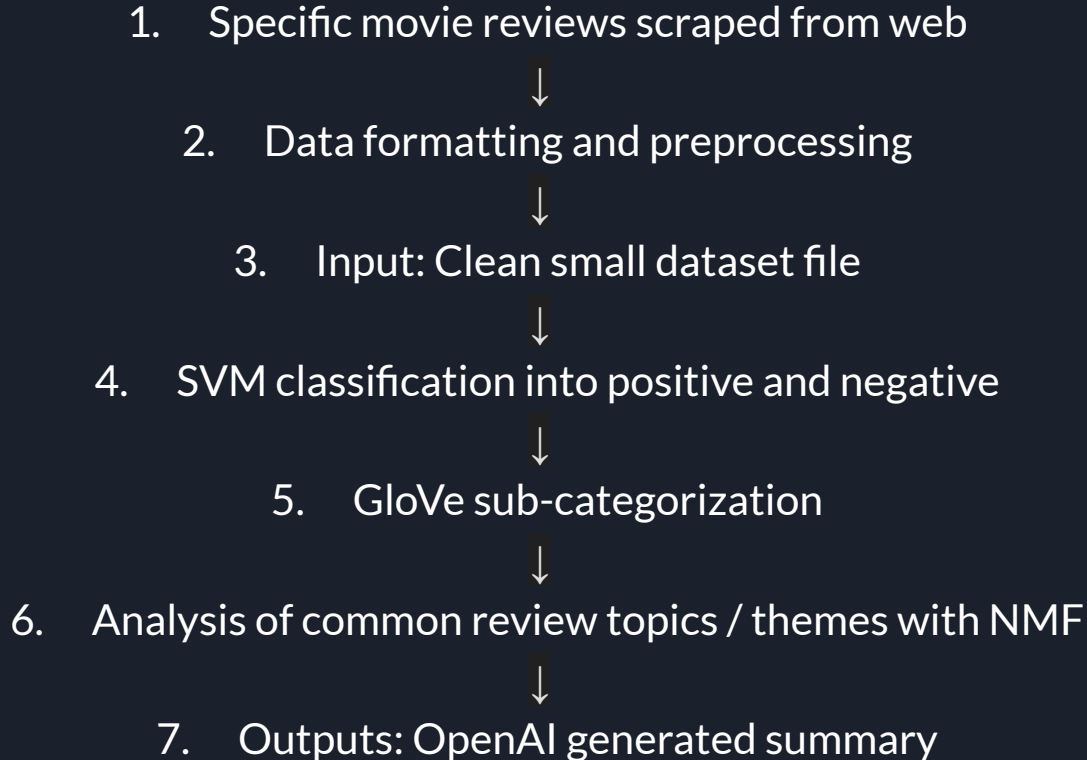 1. Specific movie reviews scraped from web
↓
2. Data formatting and preprocessing
↓
3. Input: Clean small dataset file
↓
4. SVM classification into positive and negative
↓
5. GloVe sub-categorization
↓
6. Analysis of common review topics / themes with NMF
↓
7. Outputs: OpenAI generated summary